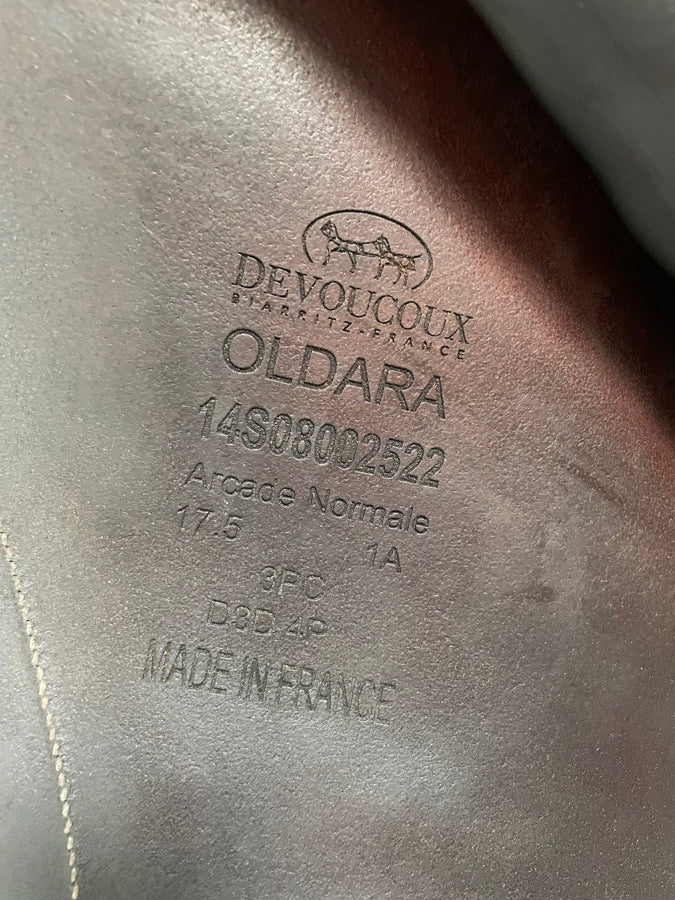 DEVOUCOUX
BIARRITZ-FRANCE
OLDARA
14S08002522
Arcade Normale
17.5 1A
3PC
D3D 4P
MADE IN FRANCE